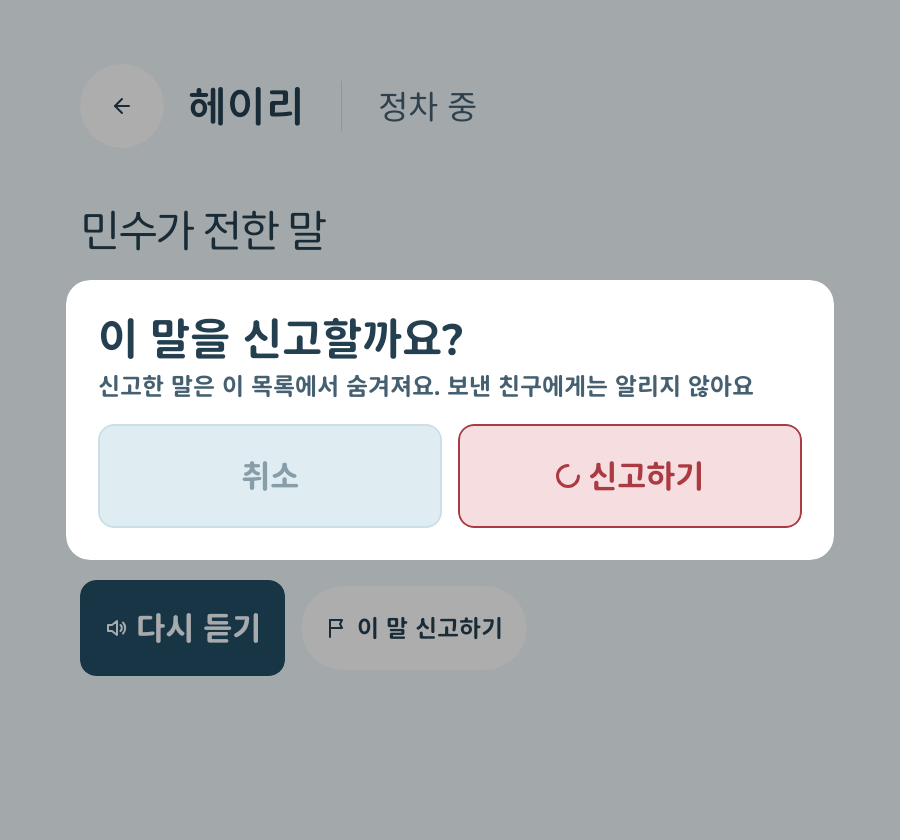 헤이리
정차 중
민수가 전한 말
이 말을 신고할까요?
신고한 말은 이 목록에서 숨겨져요. 보낸 친구에게는 알리지 않아요
취소
신고하기
다시 듣기
이 말 신고하기